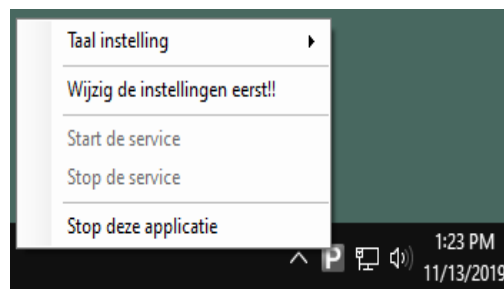 Taal instelling
Wijzig de instellingen eerst!!
Start de service
Stop de service
Stop deze applicatie
P
1:23 PM
11/13/2019